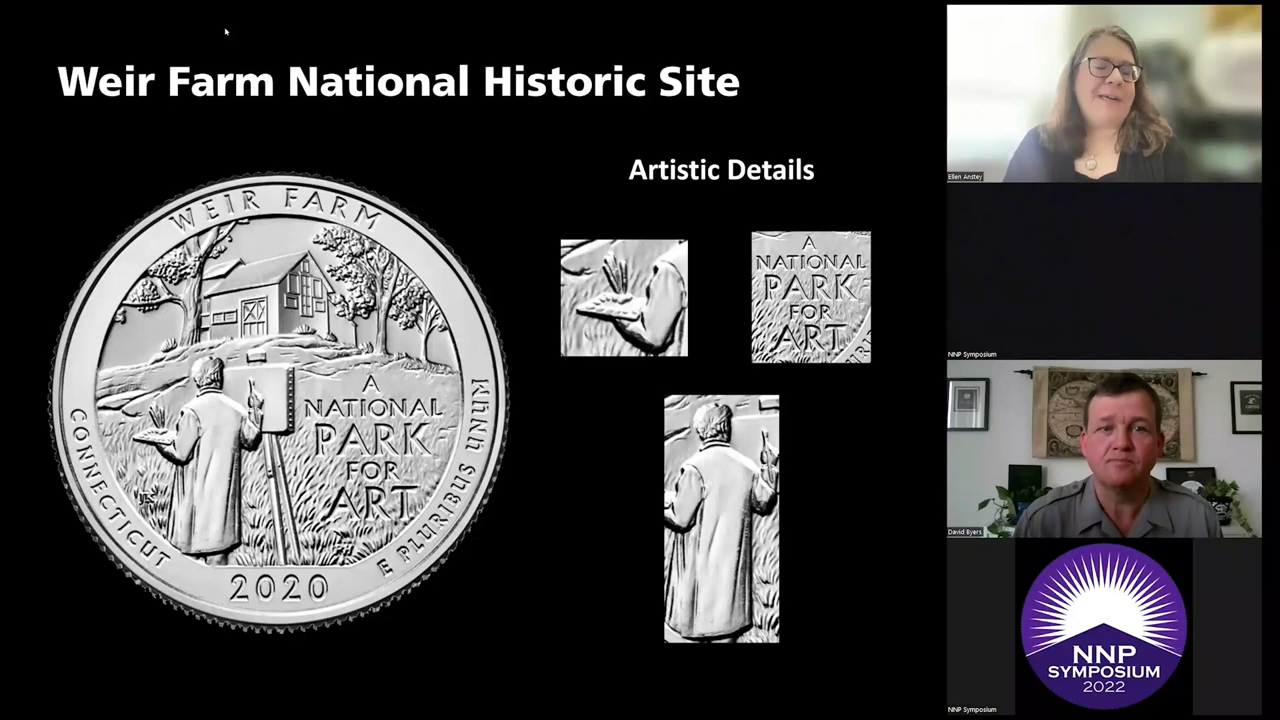 Weir Farm National Historic Site
Artistic Details
WEIR FARM
A
NATIONAL
PARK
FOR
ART
CONNECTICUT
E PLURIBUS UNUM
2020
JES
A
NATIONAL
PARK
FOR
ART
Ellen Anstey
NNP Symposium
David Byers
NNP
SYMPOSIUM
2022
NNP Symposium